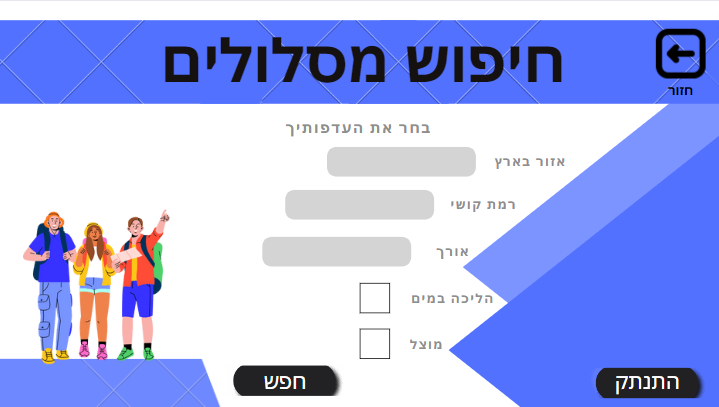 חיפוש מסלולים
חזור
בחר את העדפותיך
אזור בארץ
רמת קושי
אורך
הליכה במים
מוצל
חפש
התנתק